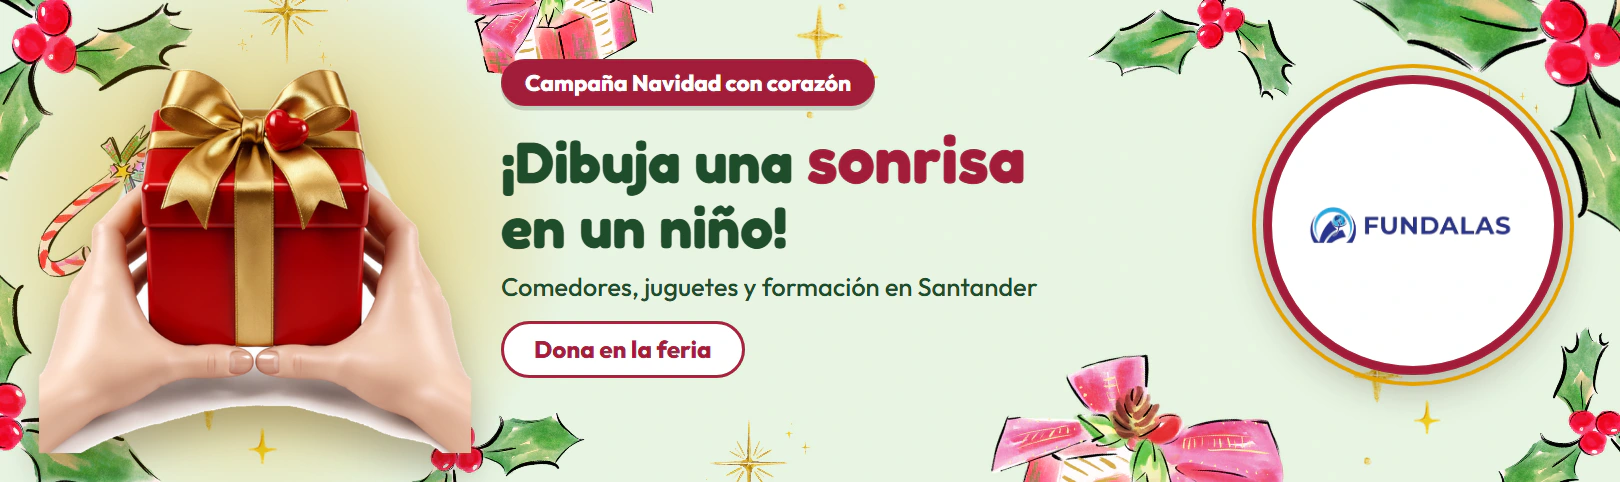 Campaña Navidad con corazón
¡Dibuja una sonrisa
en un niño!
Comedores, juguetes y formación en Santander
Dona en la feria
FUNDALAS